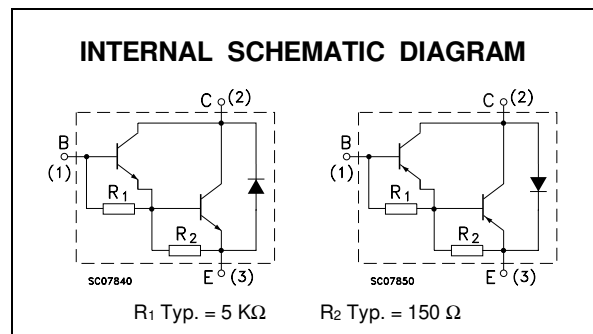 INTERNAL SCHEMATIC DIAGRAM
C (2)
B
(1)
R₁
R₂
E (3)
SC07840
C (2)
B
(1)
R₁
R₂
E (3)
SC07850
R₁ Typ. = 5 KΩ R₂ Typ. = 150 Ω